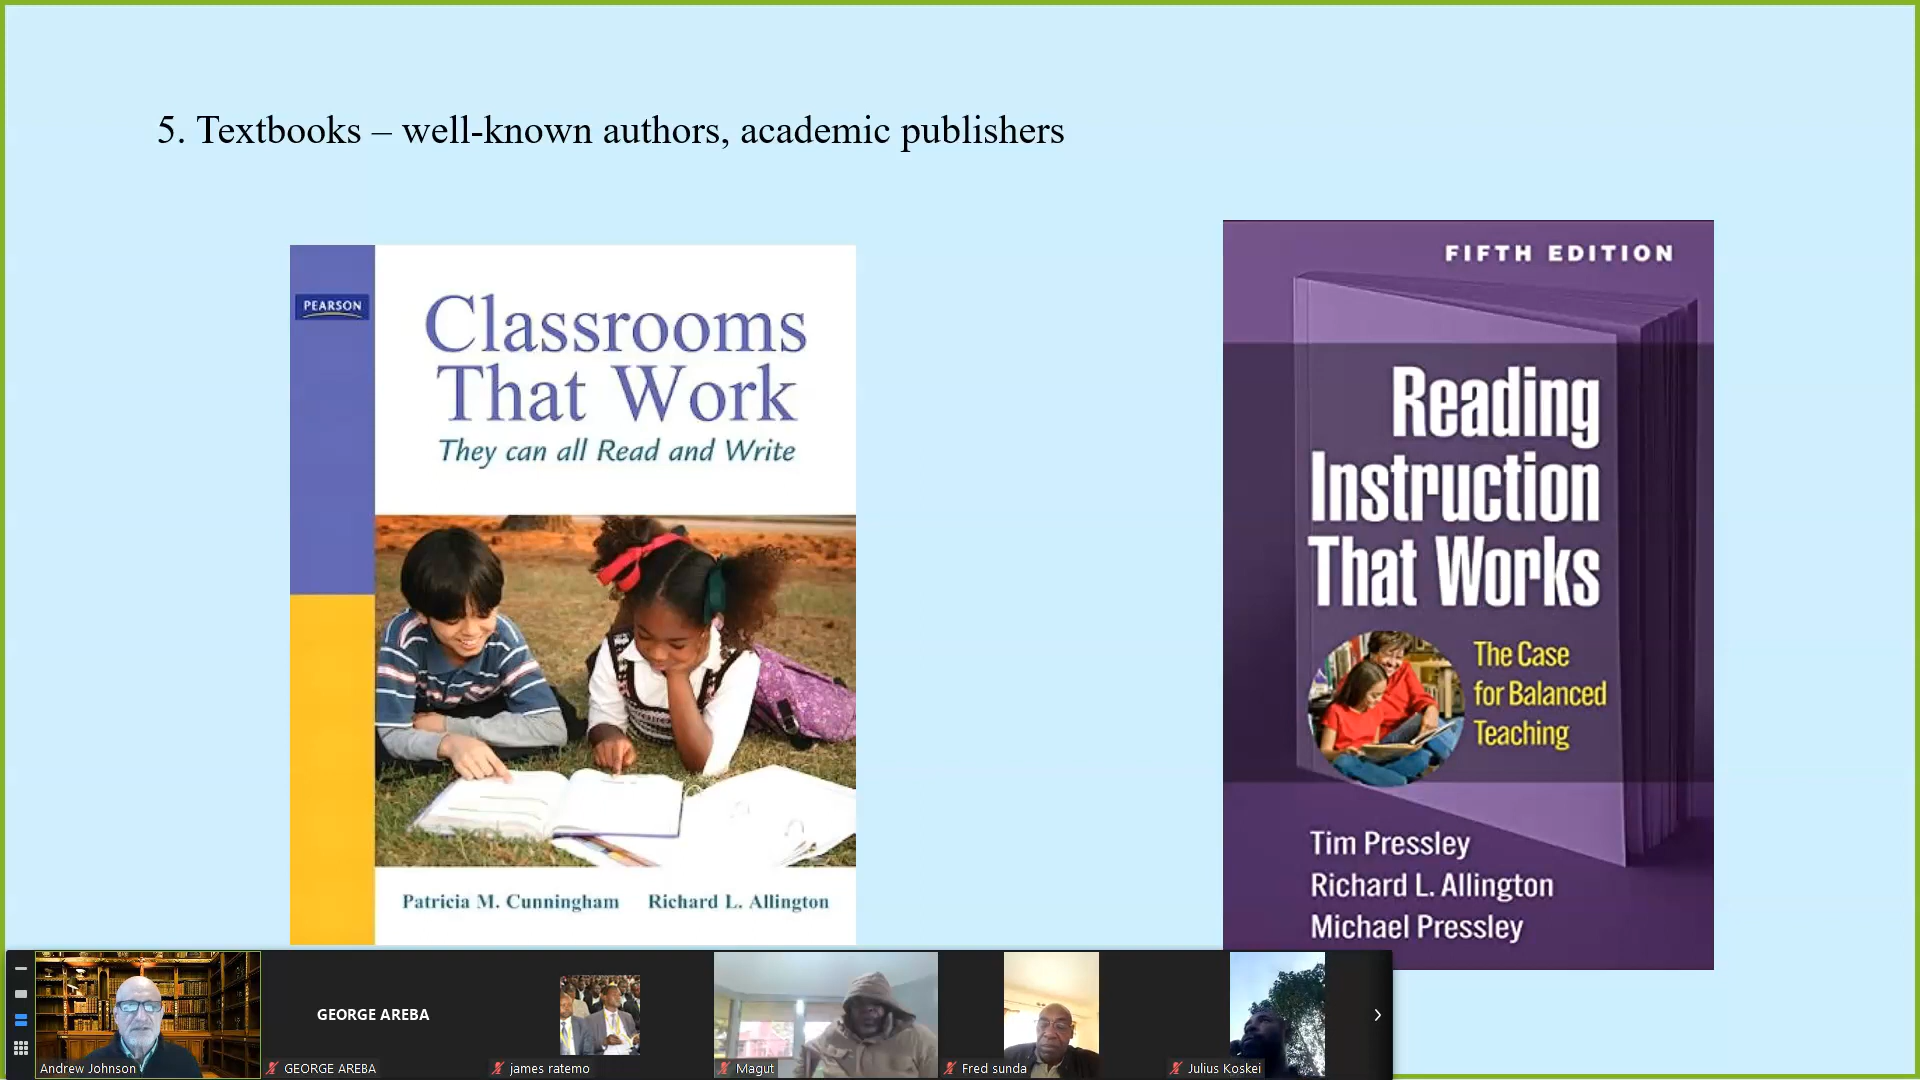 5. Textbooks – well-known authors, academic publishers
PEARSON
Classrooms
That Work
They can all Read and Write
Patricia M. Cunningham Richard L. Allington
FIFTH EDITION
Reading
Instruction
That Works
The Case
for Balanced
Teaching
Tim Pressley
Richard L. Allington
Michael Pressley
GEORGE AREBA
Andrew Johnson
GEORGE AREBA
james ratemo
Magut
Fred sunda
Julius Koskei